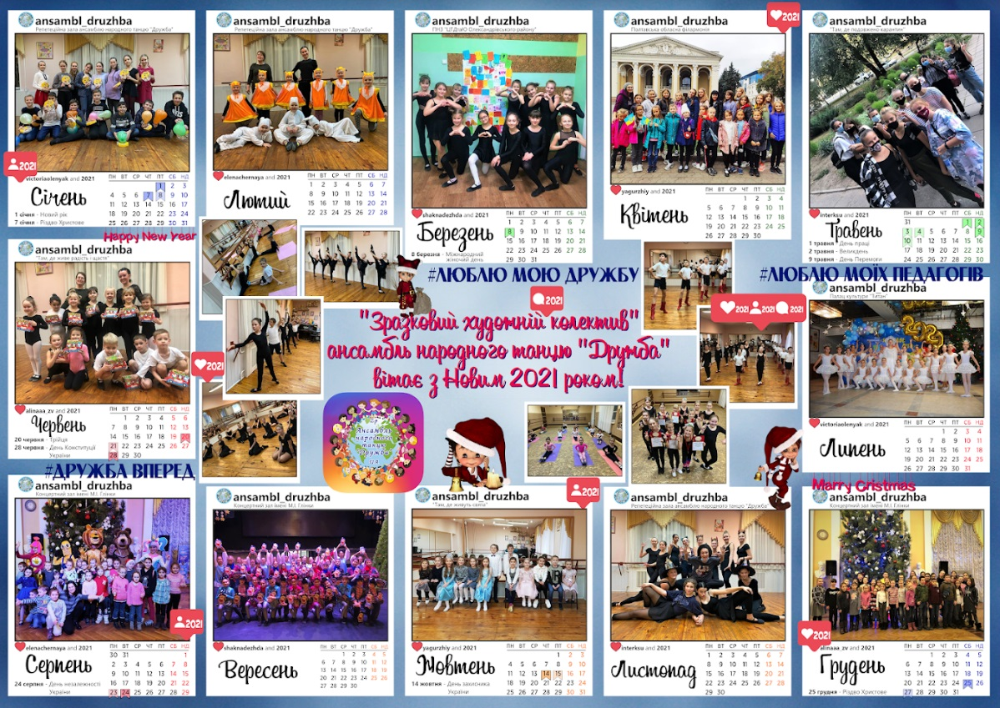 ansambl_druzhba
Репетеційна зала ансамблю народного танцю "Дружба"
2021
victoriaolenyak and 2021
Січень
ПН ВТ СР ЧТ ПТ СБ НД
1 2 3
4 5 6 7 8 9 10
11 12 13 14 15 16 17
18 19 20 21 22 23 24
25 26 27 28 29 30 31
1 січня - Новий рік
7 січня - Різдво Христове
Happy New Year
ansambl_druzhba
Репетеційна зала ансамблю народного танцю "Дружба"
elenachernaya and 2021
Лютий
ПН ВТ СР ЧТ ПТ СБ НД
1 2 3 4 5 6 7
8 9 10 11 12 13 14
15 16 17 18 19 20 21
22 23 24 25 26 27 28
ansambl_druzhba
ПНЗ "ЦТДтаЮ Олександрівського району"
shaknadezhda and 2021
Березень
ПН ВТ СР ЧТ ПТ СБ НД
1 2 3 4 5 6 7
8 9 10 11 12 13 14
15 16 17 18 19 20 21
22 23 24 25 26 27 28
29 30 31
8 березня - Міжнародний
жіночий день
ansambl_druzhba
Полтавська обласна філармонія
2021
yagurzhiy and 2021
Квітень
ПН ВТ СР ЧТ ПТ СБ НД
1 2 3 4
5 6 7 8 9 10 11
12 13 14 15 16 17 18
19 20 21 22 23 24 25
26 27 28 29 30
ansambl_druzhba
"Там, де подовжено карантин"
interksu and 2021
Травень
ПН ВТ СР ЧТ ПТ СБ НД
31 1 2
3 4 5 6 7 8 9
10 11 12 13 14 15 16
17 18 19 20 21 22 23
24 25 26 27 28 29 30
1 травня - День праці
2 травня - Великдень
9 травня - День Перемоги
#ЛЮБЛЮ МОЮ ДРУЖБУ
#ЛЮБЛЮ МОЇХ ПЕДАГОГІВ
2021
2021 2021
"Зразковий художній колектив"
ансамбль народного танцю "Дружба"
вітає з Новим 2021 роком!
Ансамбль
народного
танцю
Дружба
ansambl_druzhba
"Там, де живе радість і щастя"
2021
alinaaa_zv and 2021
Червень
ПН ВТ СР ЧТ ПТ СБ НД
1 2 3 4 5 6
7 8 9 10 11 12 13
14 15 16 17 18 19 20
21 22 23 24 25 26 27
28 29 30
20 червня - Трійця
28 червня - День Конституції
України
#ДРУЖБА ВПЕРЕД
ansambl_druzhba
Палац культури "Титан"
victoriaolenyak and 2021
Липень
ПН ВТ СР ЧТ ПТ СБ НД
1 2 3 4
5 6 7 8 9 10 11
12 13 14 15 16 17 18
19 20 21 22 23 24 25
26 27 28 29 30 31
Marry Cristmas
ansambl_druzhba
Концертний зал імені М.І. Глінки
2021
elenachernaya and 2021
Серпень
ПН ВТ СР ЧТ ПТ СБ НД
30 31 1
2 3 4 5 6 7 8
9 10 11 12 13 14 15
16 17 18 19 20 21 22
23 24 25 26 27 28 29
24 серпня - День незалежності
України
ansambl_druzhba
Концертний зал імені М.І. Глінки
shaknadezhda and 2021
Вересень
ПН ВТ СР ЧТ ПТ СБ НД
1 2 3 4 5
6 7 8 9 10 11 12
13 14 15 16 17 18 19
20 21 22 23 24 25 26
27 28 29 30
ansambl_druzhba
"Там, де живуть свята"
2021
yagurzhiy and 2021
Жовтень
ПН ВТ СР ЧТ ПТ СБ НД
1 2 3
4 5 6 7 8 9 10
11 12 13 14 15 16 17
18 19 20 21 22 23 24
25 26 27 28 29 30 31
14 жовтня - День захисника
України
ansambl_druzhba
Репетеційна зала ансамблю народного танцю "Дружба"
interksu and 2021
Листопад
ПН ВТ СР ЧТ ПТ СБ НД
1 2 3 4 5 6 7
8 9 10 11 12 13 14
15 16 17 18 19 20 21
22 23 24 25 26 27 28
29 30
ansambl_druzhba
Концертний зал імені М.І. Глінки
2021
alinaaa_zv and 2021
Грудень
ПН ВТ СР ЧТ ПТ СБ НД
1 2 3 4 5
6 7 8 9 10 11 12
13 14 15 16 17 18 19
20 21 22 23 24 25 26
27 28 29 30 31
25 грудня - Різдво Христове